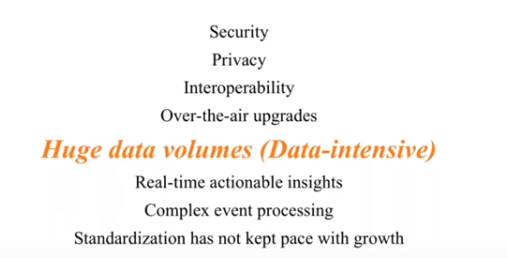 Security
Privacy
Interoperability
Over-the-air upgrades
Huge data volumes (Data-intensive)
Real-time actionable insights
Complex event processing
Standardization has not kept pace with growth